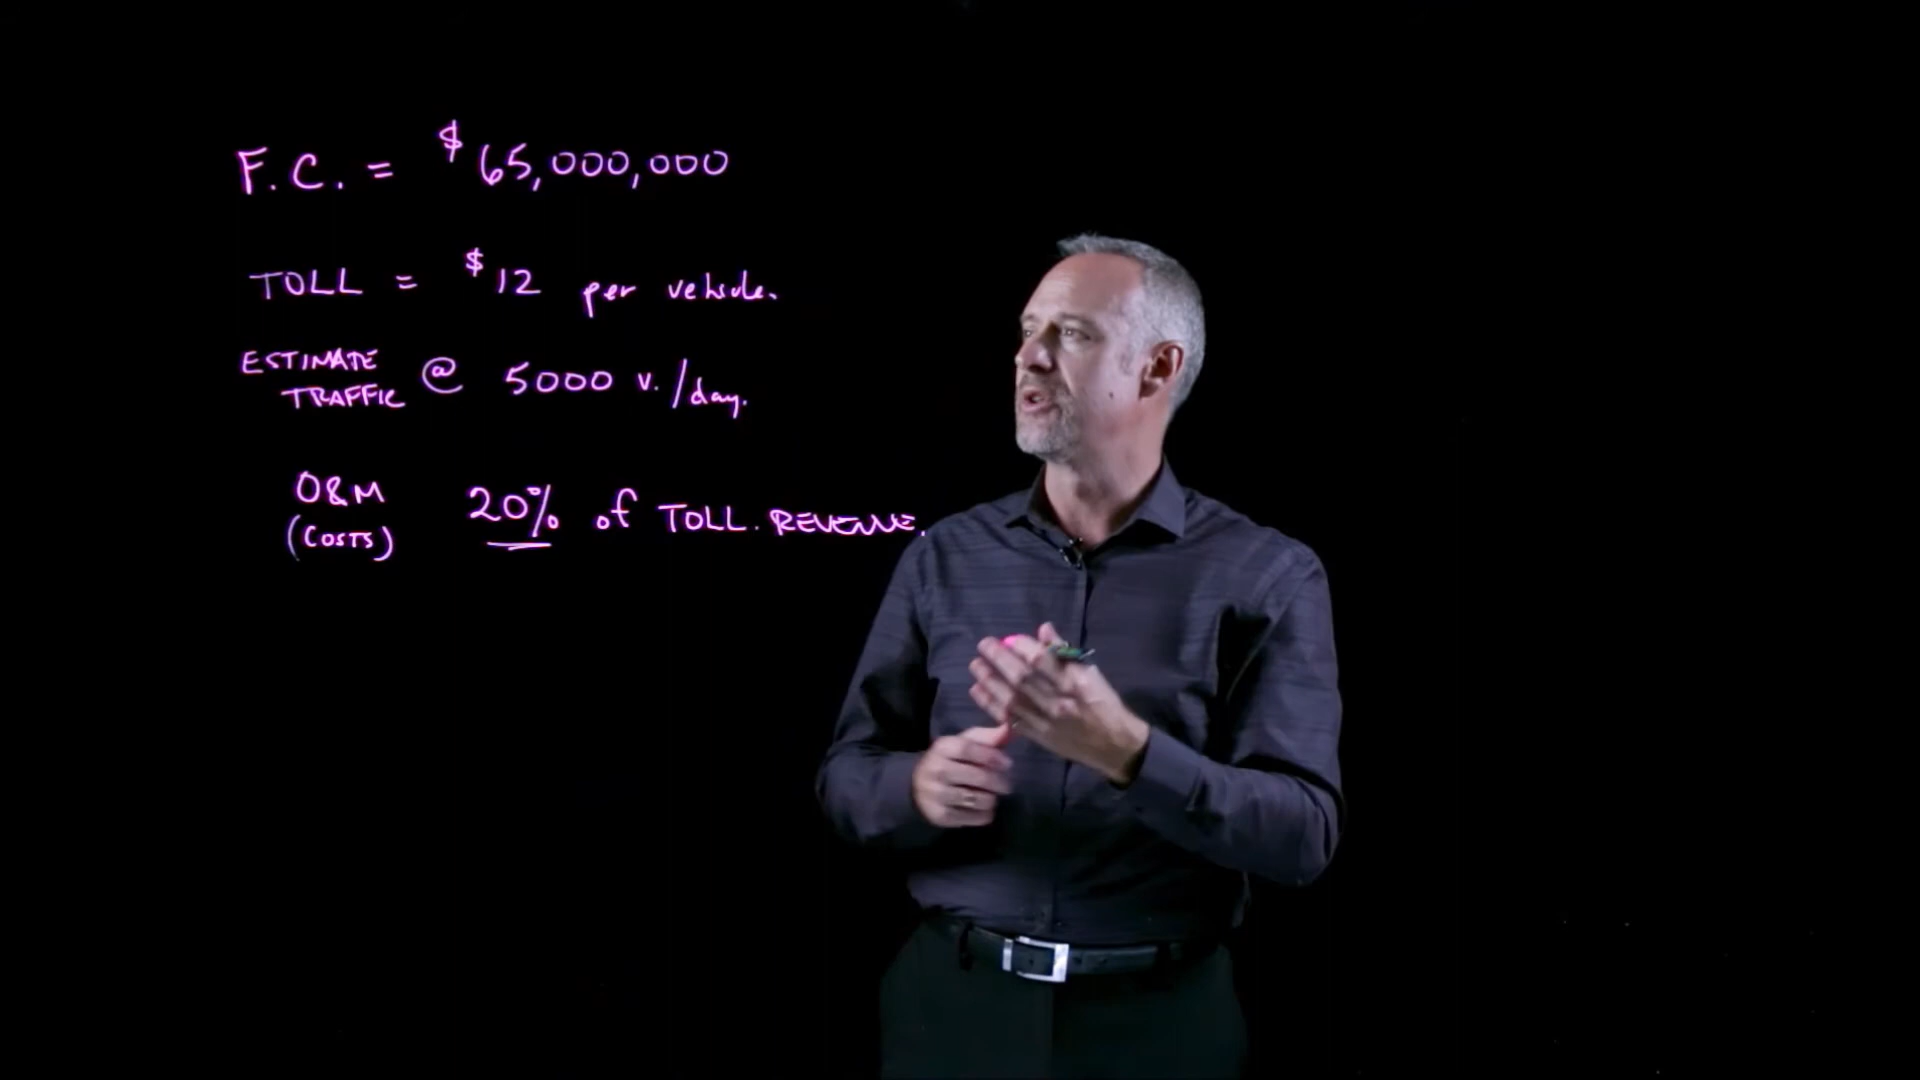 F.C. = $65,000,000
TOLL = $12 per vehicle.
ESTIMATE TRAFFIC @ 5000 v./day.
O&M (COSTS) 20% of TOLL. REVENUE.